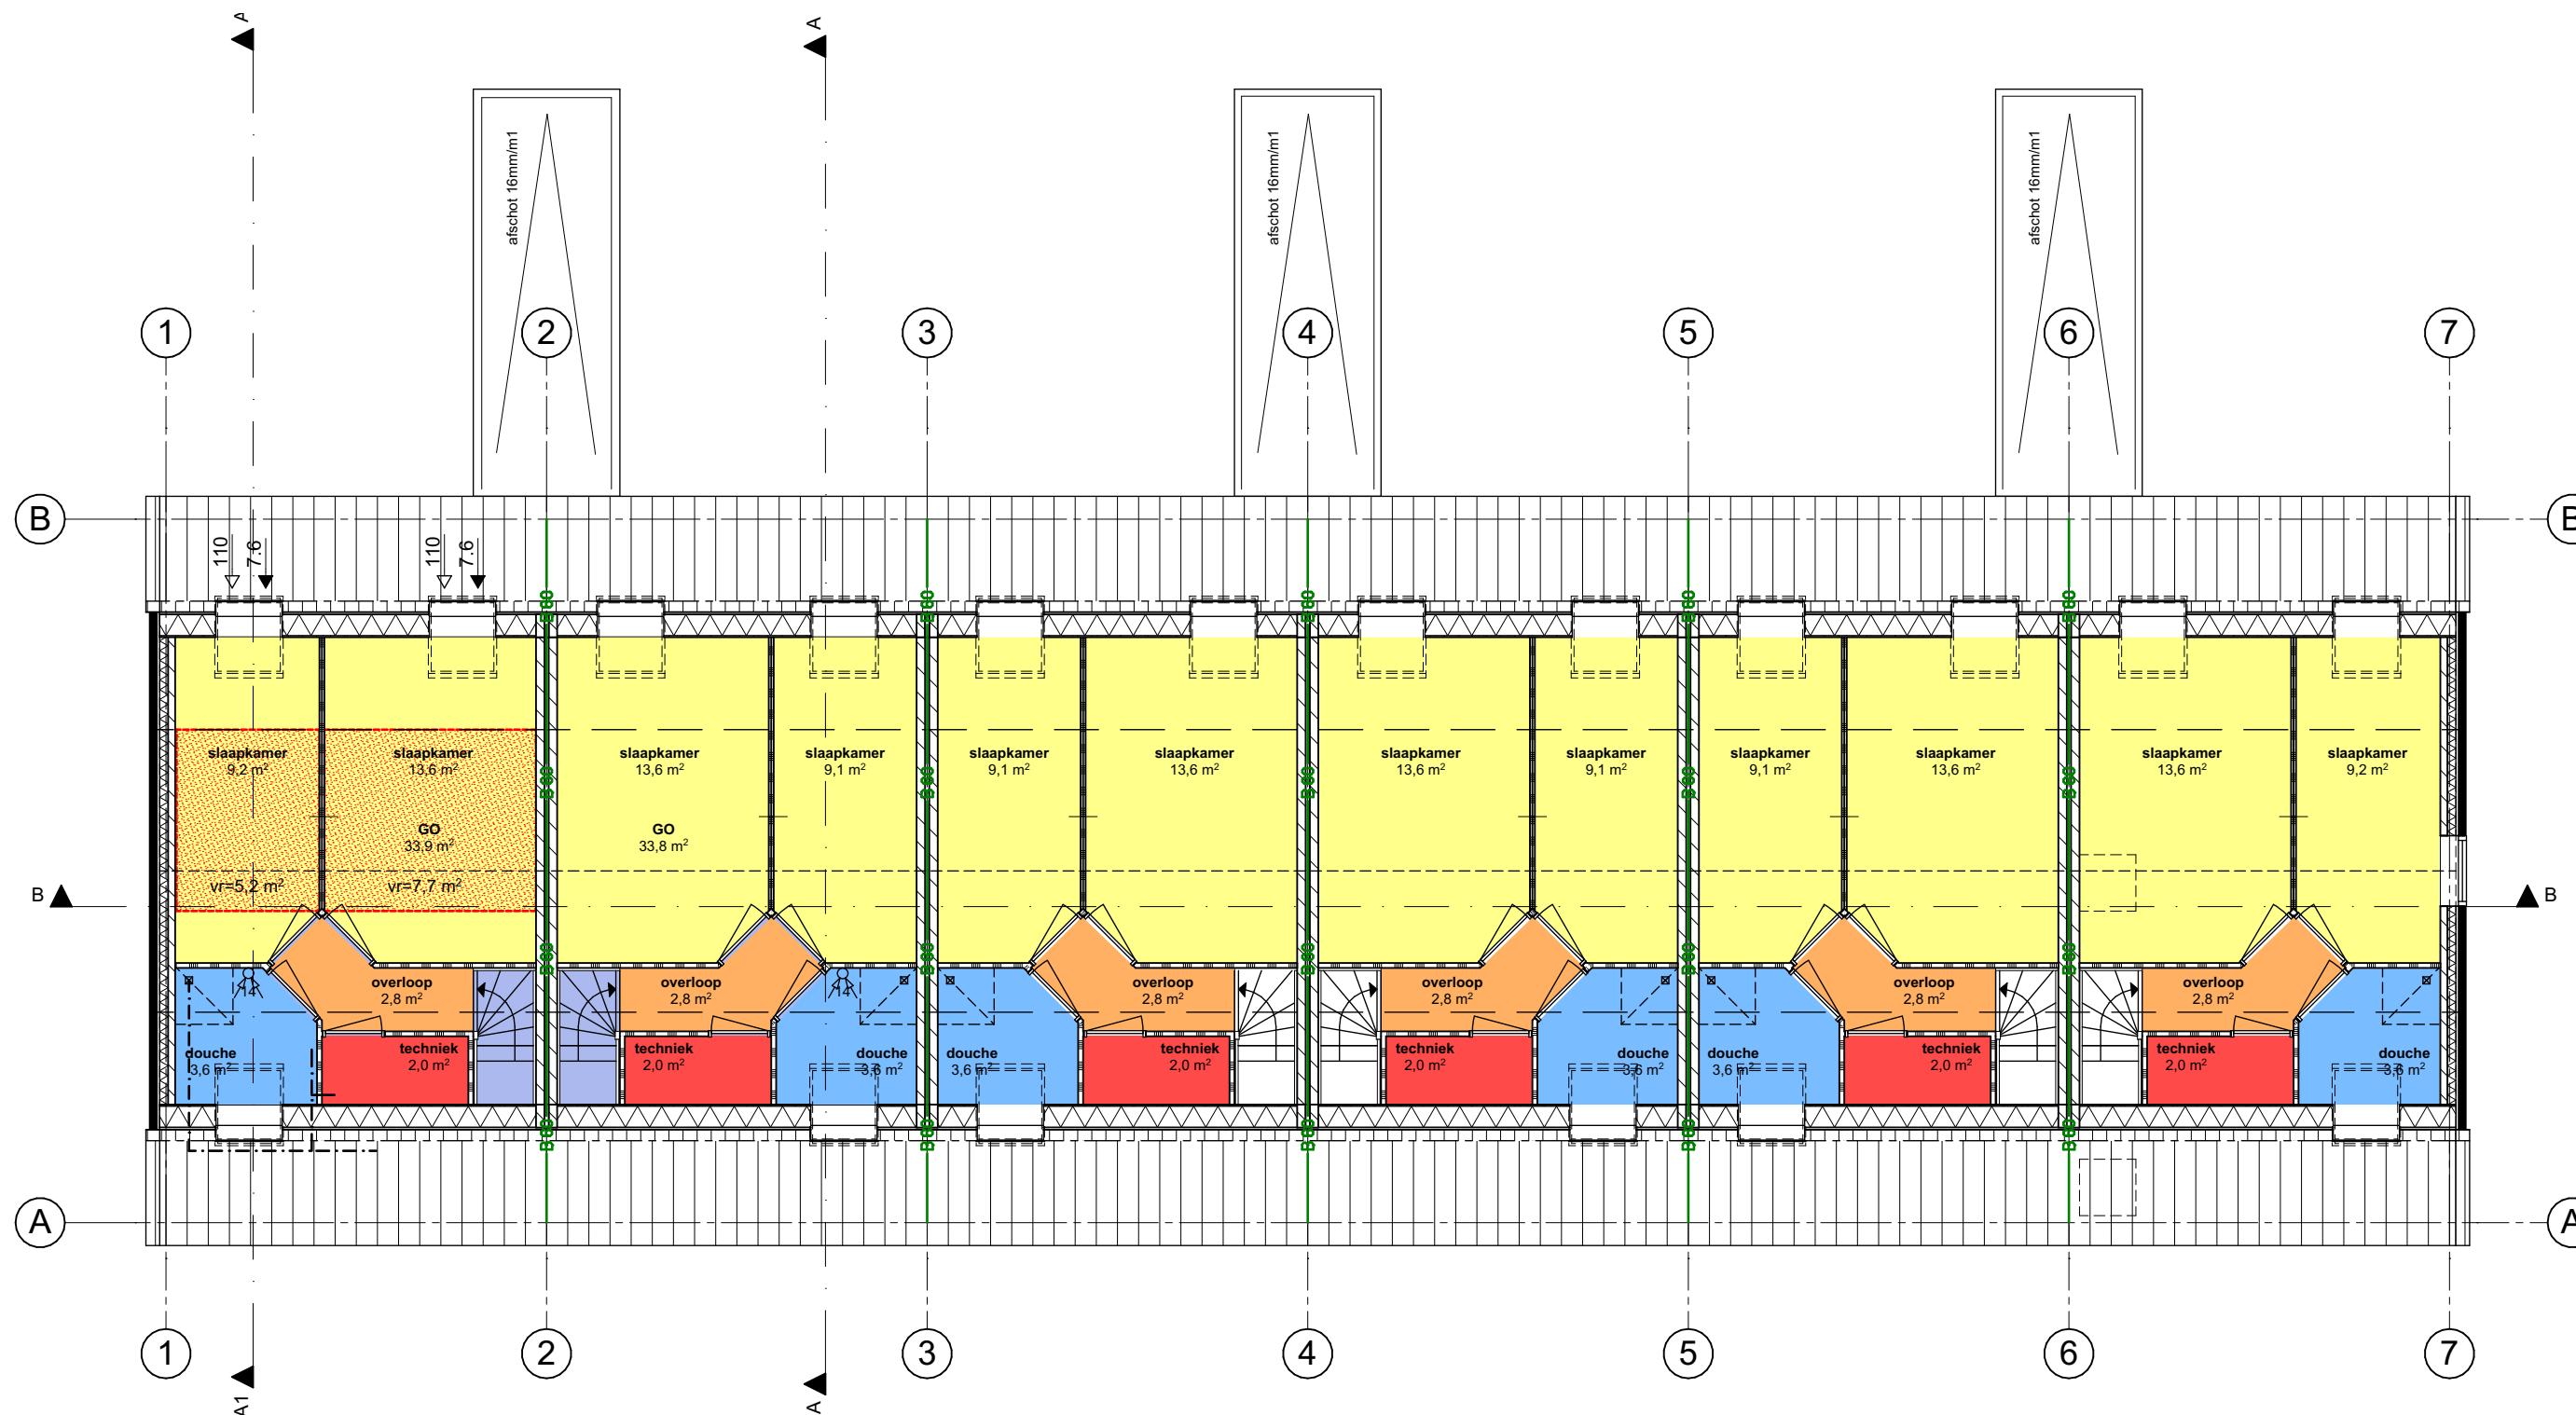 A
A
afschot 16mm/m1
afschot 16mm/m1
afschot 16mm/m1
1
2
3
4
5
6
7
B
B
110
7.6
110
7.6
slaapkamer
9,2 m²
slaapkamer
13,6 m²
slaapkamer
13,6 m²
slaapkamer
9,1 m²
slaapkamer
9,1 m²
slaapkamer
13,6 m²
slaapkamer
13,6 m²
slaapkamer
9,1 m²
slaapkamer
9,1 m²
slaapkamer
13,6 m²
slaapkamer
13,6 m²
slaapkamer
9,2 m²
GO
33,9 m²
GO
33,8 m²
vr=5,2 m²
vr=7,7 m²
B
B
overloop
2,8 m²
overloop
2,8 m²
overloop
2,8 m²
overloop
2,8 m²
overloop
2,8 m²
overloop
2,8 m²
14
14
douche
3,6 m²
techniek
2,0 m²
techniek
2,0 m²
douche
3,6 m²
douche
3,6 m²
techniek
2,0 m²
techniek
2,0 m²
douche
3,6 m²
douche
3,6 m²
techniek
2,0 m²
techniek
2,0 m²
douche
3,6 m²
A
A
1
2
3
4
5
6
7
A1
A